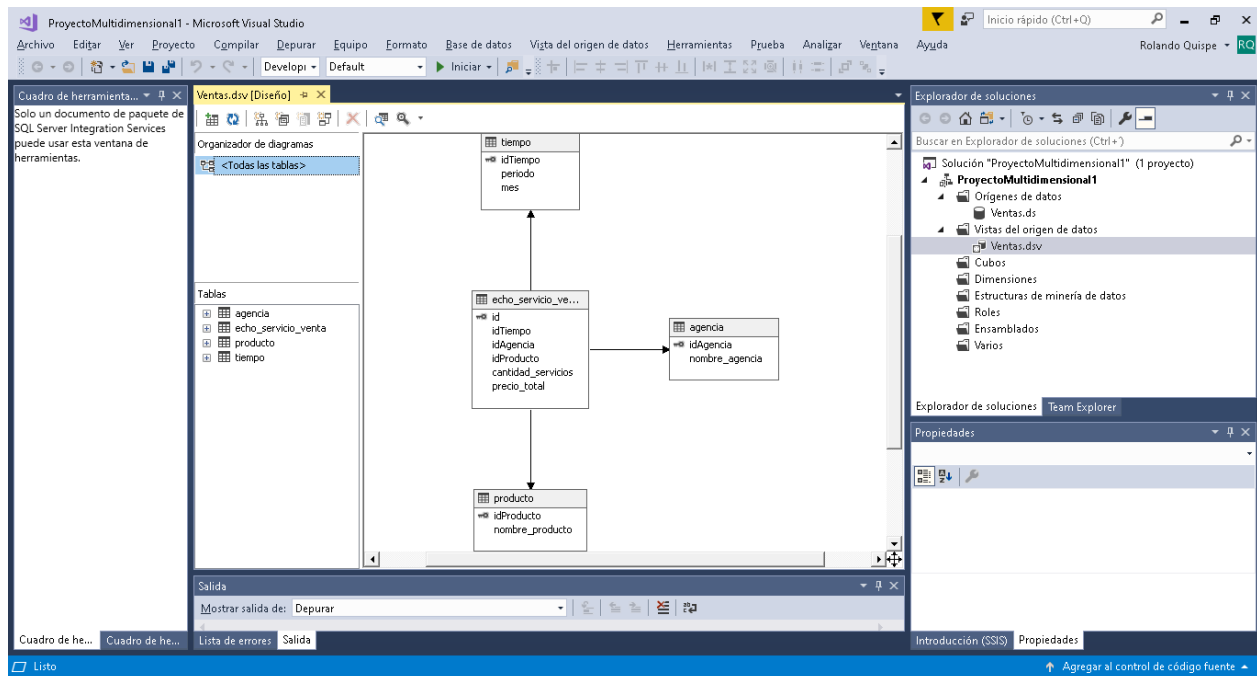 ProyectoMultidimensional1 - Microsoft Visual Studio
Inicio rápido (Ctrl+Q)
Archivo Editar Ver Proyecto Compilar Depurar Equipo Formato Base de datos Vista del origen de datos Herramientas Prueba Analizar Ventana Ayuda
Rolando Quispe
RQ
Developi
Default
Iniciar
Cuadro de herramienta...
Solo un documento de paquete de
SQL Server Integration Services
puede usar esta ventana de
herramientas.
Cuadro de he...
Cuadro de he...
Ventas.dsv [Diseño]
Organizador de diagramas
<Todas las tablas>
Tablas
agencia
echo_servicio_venta
producto
tiempo
tiempo
idTiempo
periodo
mes
echo_servicio_ve...
id
idTiempo
idAgencia
idProducto
cantidad_servicios
precio_total
agencia
idAgencia
nombre_agencia
producto
idProducto
nombre_producto
Salida
Mostrar salida de: Depurar
Lista de errores
Salida
Explorador de soluciones
Buscar en Explorador de soluciones (Ctrl+')
Solución "ProyectoMultidimensional1" (1 proyecto)
ProyectoMultidimensional1
Orígenes de datos
Ventas.ds
Vistas del origen de datos
Ventas.dsv
Cubos
Dimensiones
Estructuras de minería de datos
Roles
Ensamblados
Varios
Explorador de soluciones
Team Explorer
Propiedades
Introducción (SSIS)
Propiedades
Listo
Agregar al control de código fuente